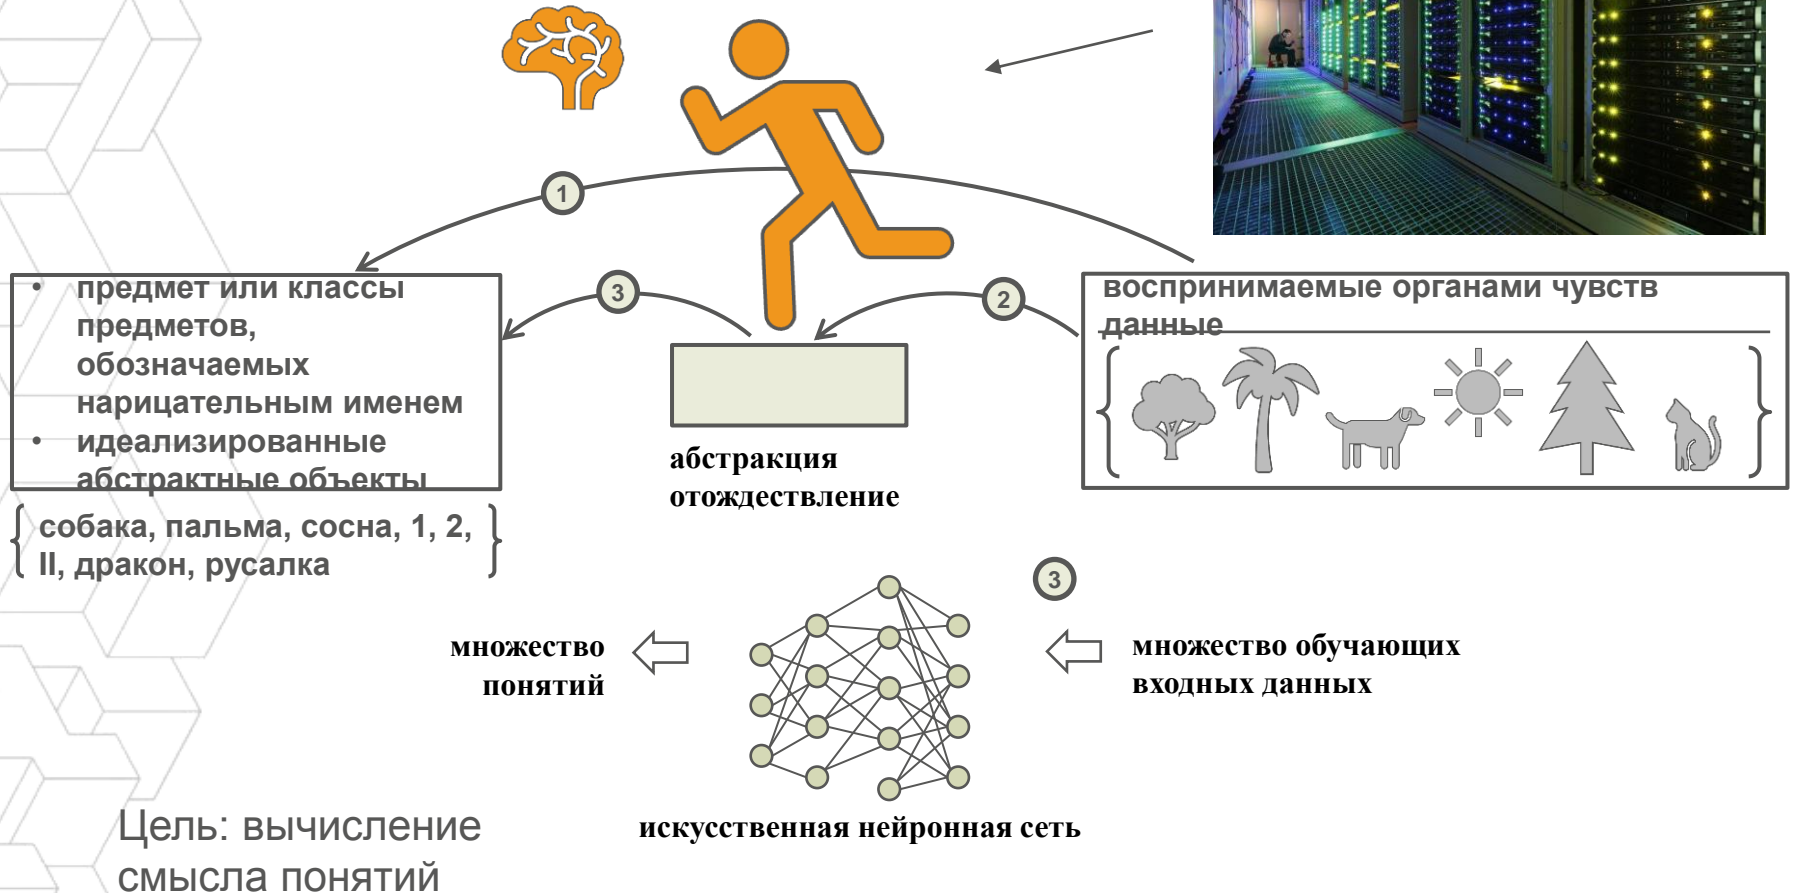 1
3
2
• предмет или классы
предметов,
обозначаемых
нарицательным именем
• идеализированные
абстрактные объекты
собака, пальма, сосна, 1, 2,
II, дракон, русалка
абстракция
отождествление
воспринимаемые органами чувств
данные
3
множество
понятий
множество обучающих
входных данных
искусственная нейронная сеть
Цель: вычисление
смысла понятий